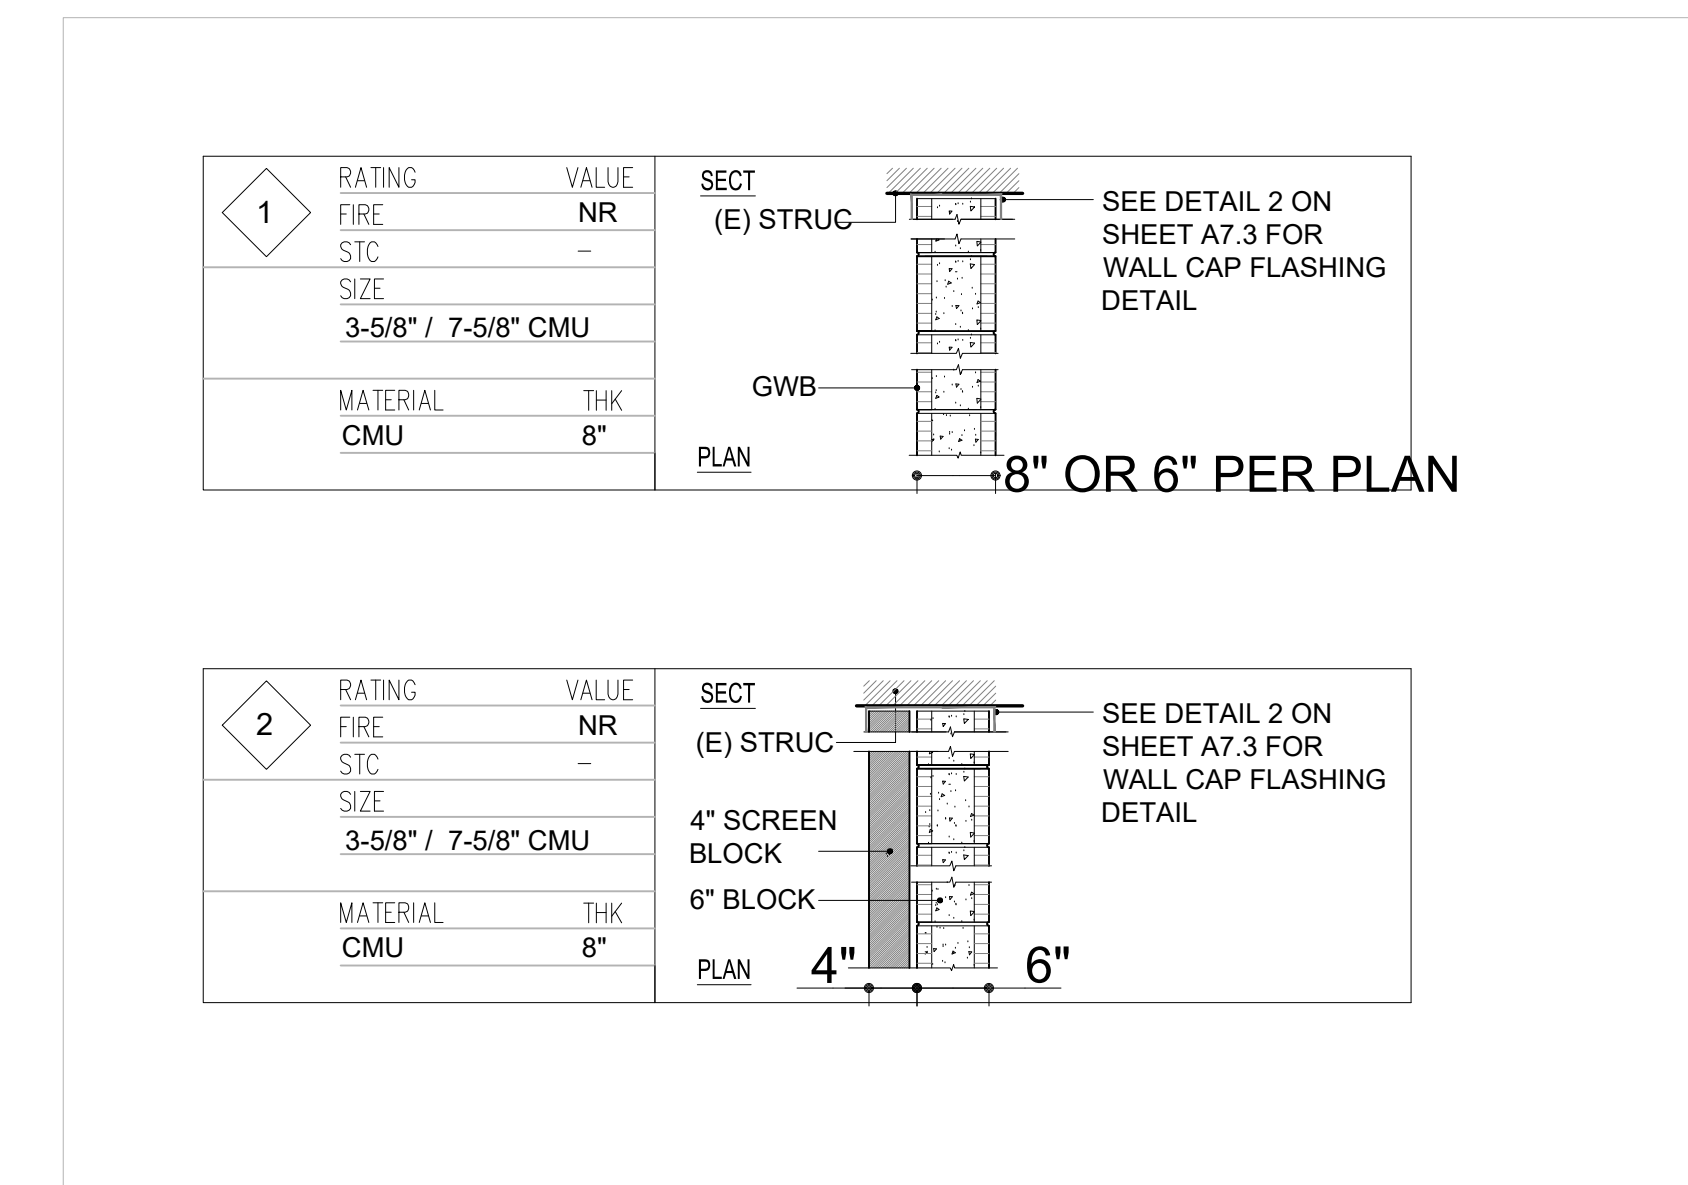 1
RATING VALUE
FIRE NR
STC –
SIZE
3-5/8" / 7-5/8" CMU
MATERIAL THK
CMU 8"
SECT
(E) STRUC
SEE DETAIL 2 ON
SHEET A7.3 FOR
WALL CAP FLASHING
DETAIL
GWB
PLAN
8" OR 6" PER PLAN
2
RATING VALUE
FIRE NR
STC –
SIZE
3-5/8" / 7-5/8" CMU
MATERIAL THK
CMU 8"
SECT
(E) STRUC
SEE DETAIL 2 ON
SHEET A7.3 FOR
WALL CAP FLASHING
DETAIL
4" SCREEN
BLOCK
6" BLOCK
PLAN
4" 6"